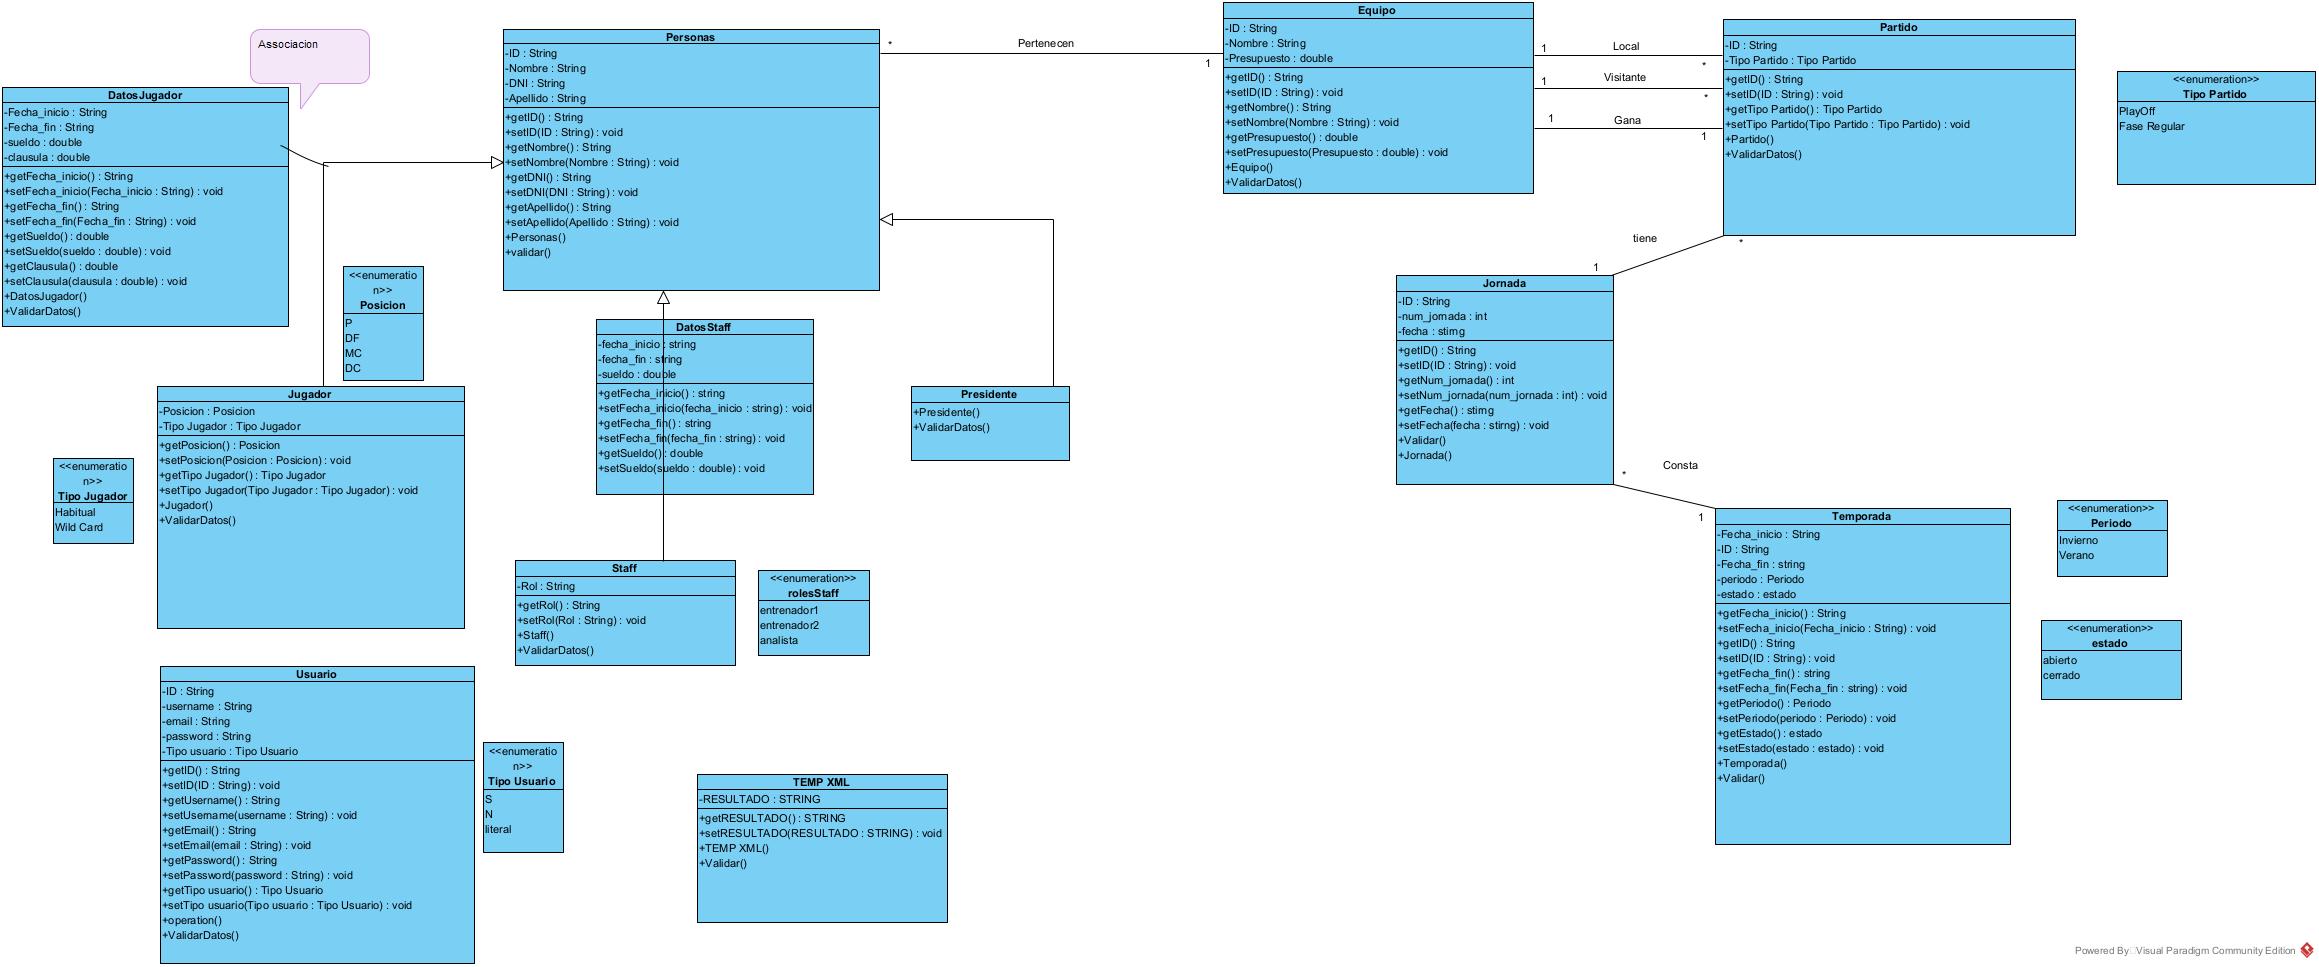 Associacion
DatosJugador
-Fecha_inicio : String
-Fecha_fin : String
-sueldo : double
-clausula : double
+getFecha_inicio() : String
+setFecha_inicio(Fecha_inicio : String) : void
+getFecha_fin() : String
+setFecha_fin(Fecha_fin : String) : void
+getSueldo() : double
+setSueldo(sueldo : double) : void
+getClausula() : double
+setClausula(clausula : double) : void
+DatosJugador()
+ValidarDatos()
Personas
-ID : String
-Nombre : String
-DNI : String
-Apellido : String
+getID() : String
+setID(ID : String) : void
+getNombre() : String
+setNombre(Nombre : String) : void
+getDNI() : String
+setDNI(DNI : String) : void
+getApellido() : String
+setApellido(Apellido : String) : void
+Personas()
+validar()
*
Pertenecen
1
Equipo
-ID : String
-Nombre : String
-Presupuesto : double
+getID() : String
+setID(ID : String) : void
+getNombre() : String
+setNombre(Nombre : String) : void
+getPresupuesto() : double
+setPresupuesto(Presupuesto : double) : void
+Equipo()
+ValidarDatos()
1
Local
*
1
Visitante
*
1
Gana
1
Partido
-ID : String
-Tipo Partido : Tipo Partido
+getID() : String
+setID(ID : String) : void
+getTipo Partido() : Tipo Partido
+setTipo Partido(Tipo Partido : Tipo Partido) : void
+Partido()
+ValidarDatos()
<<enumeration>>
Tipo Partido
PlayOff
Fase Regular
tiene
*
1
Jornada
-ID : String
-num_jornada : int
-fecha : stirng
+getID() : String
+setID(ID : String) : void
+getNum_jornada() : int
+setNum_jornada(num_jornada : int) : void
+getFecha() : stirng
+setFecha(fecha : stirng) : void
+Validar()
+Jornada()
*
Consta
1
<<enumeratio
n>>
Posicion
P
DF
MC
DC
Jugador
-Posicion : Posicion
-Tipo Jugador : Tipo Jugador
+getPosicion() : Posicion
+setPosicion(Posicion : Posicion) : void
+getTipo Jugador() : Tipo Jugador
+setTipo Jugador(Tipo Jugador : Tipo Jugador) : void
+Jugador()
+ValidarDatos()
<<enumeratio
n>>
Tipo Jugador
Habitual
Wild Card
DatosStaff
-fecha_inicio : string
-fecha_fin : string
-sueldo : double
+getFecha_inicio() : string
+setFecha_inicio(fecha_inicio : string) : void
+getFecha_fin() : string
+setFecha_fin(fecha_fin : string) : void
+getSueldo() : double
+setSueldo(sueldo : double) : void
Presidente
+Presidente()
+ValidarDatos()
Staff
-Rol : String
+getRol() : String
+setRol(Rol : String) : void
+Staff()
+ValidarDatos()
<<enumeration>>
rolesStaff
entrenador1
entrenador2
analista
Temporada
-Fecha_inicio : String
-ID : String
-Fecha_fin : string
-periodo : Periodo
-estado : estado
+getFecha_inicio() : String
+setFecha_inicio(Fecha_inicio : String) : void
+getID() : String
+setID(ID : String) : void
+getFecha_fin() : string
+setFecha_fin(Fecha_fin : string) : void
+getPeriodo() : Periodo
+setPeriodo(periodo : Periodo) : void
+getEstado() : estado
+setEstado(estado : estado) : void
+Temporada()
+Validar()
<<enumeration>>
Periodo
Invierno
Verano
<<enumeration>>
estado
abierto
cerrado
Usuario
-ID : String
-username : String
-email : String
-password : String
-Tipo usuario : Tipo Usuario
+getID() : String
+setID(ID : String) : void
+getUsername() : String
+setUsername(username : String) : void
+getEmail() : String
+setEmail(email : String) : void
+getPassword() : String
+setPassword(password : String) : void
+getTipo usuario() : Tipo Usuario
+setTipo usuario(Tipo usuario : Tipo Usuario) : void
+operation()
+ValidarDatos()
<<enumeratio
n>>
Tipo Usuario
S
N
literal
TEMP XML
-RESULTADO : STRING
+getRESULTADO() : STRING
+setRESULTADO(RESULTADO : STRING) : void
+TEMP XML()
+Validar()
Powered By Visual Paradigm Community Edition